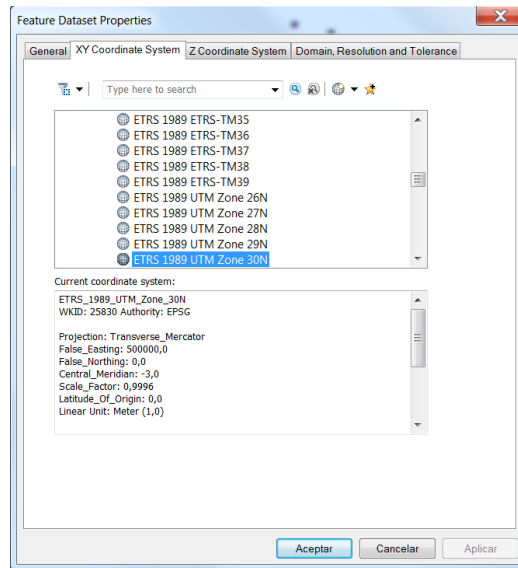 Feature Dataset Properties
General XY Coordinate System Z Coordinate System Domain, Resolution and Tolerance
Type here to search
ETRS 1989 ETRS-TM35
ETRS 1989 ETRS-TM36
ETRS 1989 ETRS-TM37
ETRS 1989 ETRS-TM38
ETRS 1989 ETRS-TM39
ETRS 1989 UTM Zone 26N
ETRS 1989 UTM Zone 27N
ETRS 1989 UTM Zone 28N
ETRS 1989 UTM Zone 29N
ETRS 1989 UTM Zone 30N
Current coordinate system:
ETRS_1989_UTM_Zone_30N
WKID: 25830 Authority: EPSG
Projection: Transverse_Mercator
False_Easting: 500000,0
False_Northing: 0,0
Central_Meridian: -3,0
Scale_Factor: 0,9996
Latitude_Of_Origin: 0,0
Linear Unit: Meter (1,0)
Aceptar Cancelar Aplicar